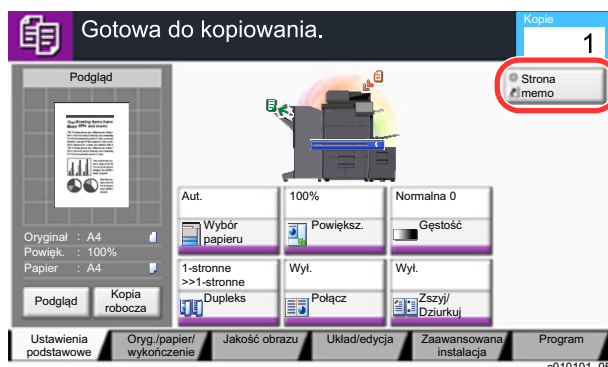 Gotowa do kopiowania.
Kopie
1
Podgląd
Strona
memo
Aut.
100%
Normalna 0
Wybór
papieru
Powiększ.
Gęstość
Oryginał : A4
Powięk. : 100%
Papier : A4
1-stronne
>>1-stronne
Wył.
Wył.
Dupleks
Połącz
Zszyj/
Dziurkuj
Podgląd
Kopia
robocza
Ustawienia
podstawowe
Oryg./papier/
wykończenie
Jakość obrazu
Układ/edycja
Zaawansowana
instalacja
Program